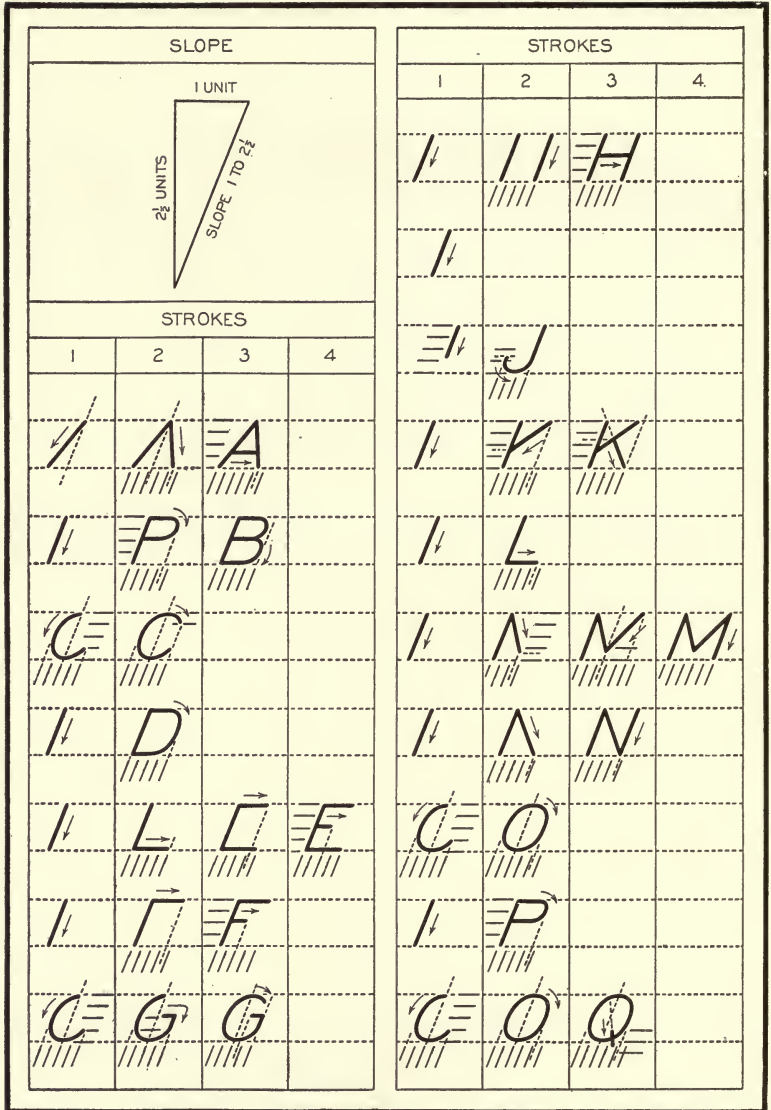 SLOPE
1 UNIT
2½ UNITS
SLOPE 1 TO 2½
STROKES
1 2 3 4
I Λ A
I P B
C C
I D
I L C E
I Γ F
C G G
STROKES
1 2 3 4.
I II H
I
I J
I K
I L
I Λ N M
I Λ N
C O
I P
C O Q